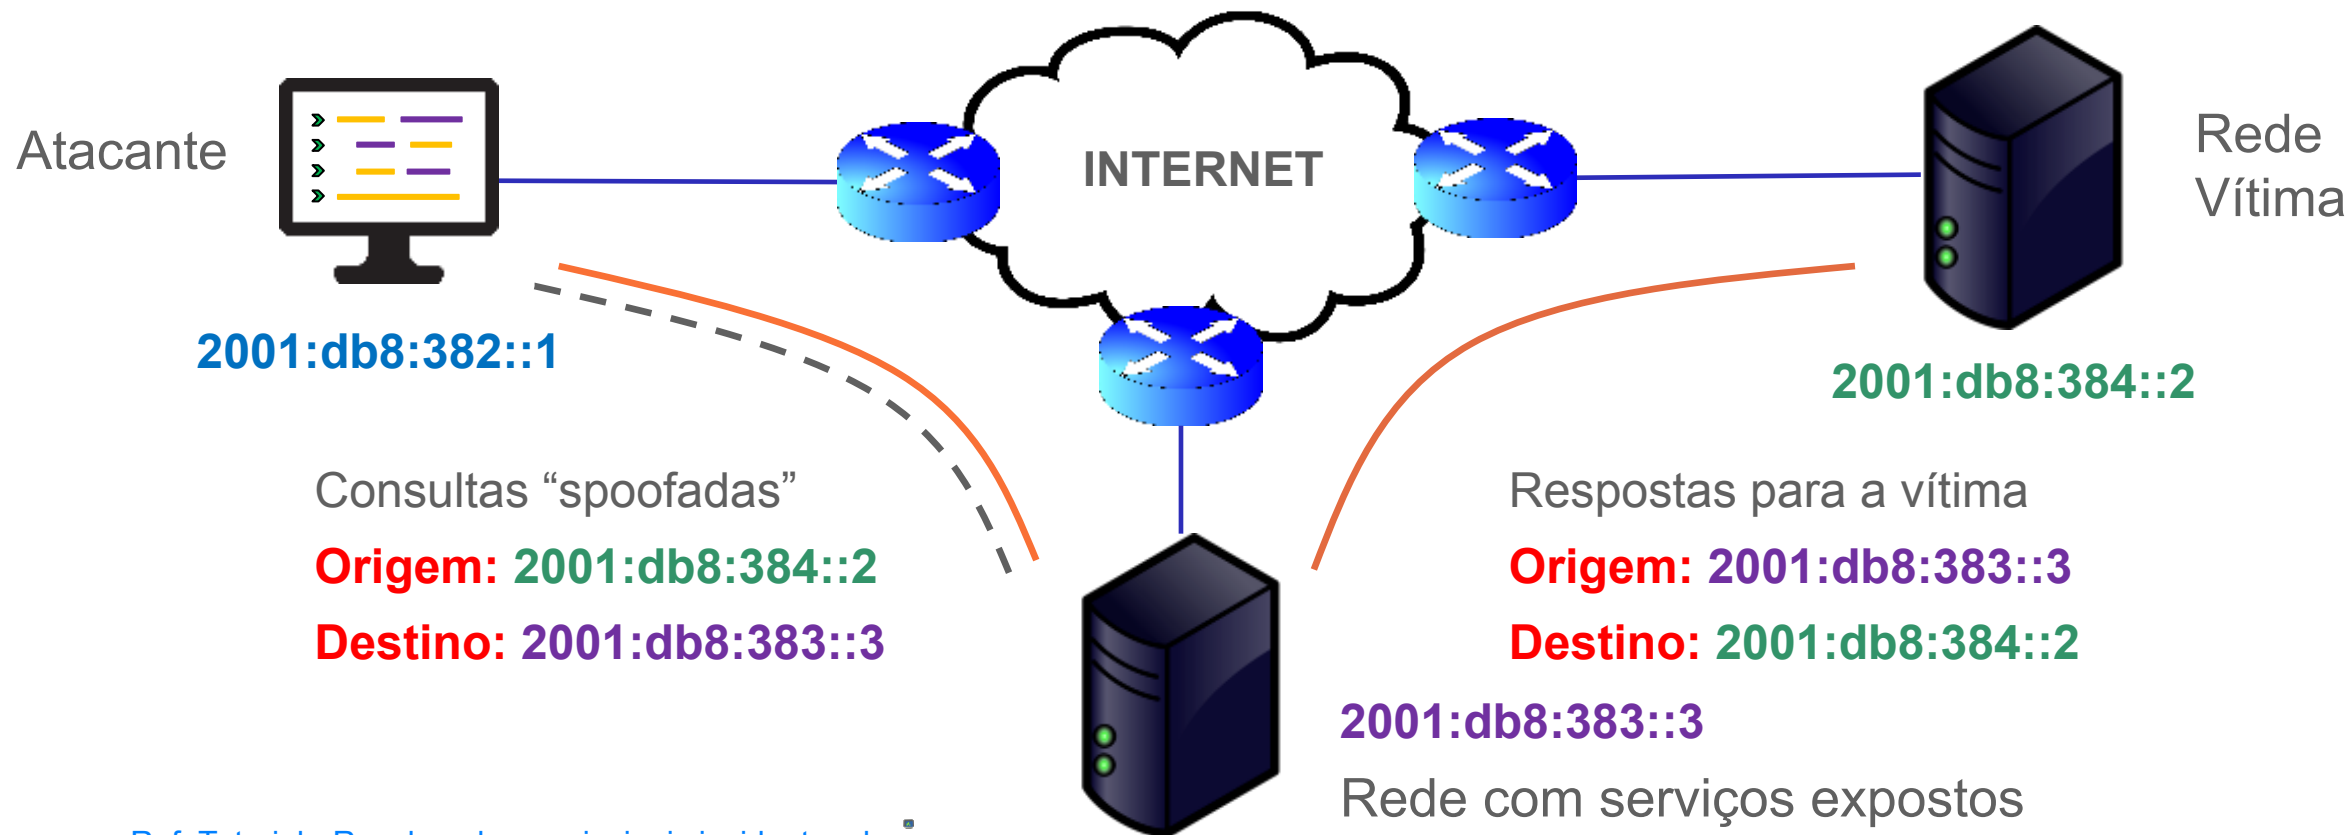 Atacante
INTERNET
Rede
Vítima
2001:db8:382::1
2001:db8:384::2
Consultas “spoofadas”
Origem: 2001:db8:384::2
Destino: 2001:db8:383::3
Respostas para a vítima
Origem: 2001:db8:383::3
Destino: 2001:db8:384::2
2001:db8:383::3
Rede com serviços expostos